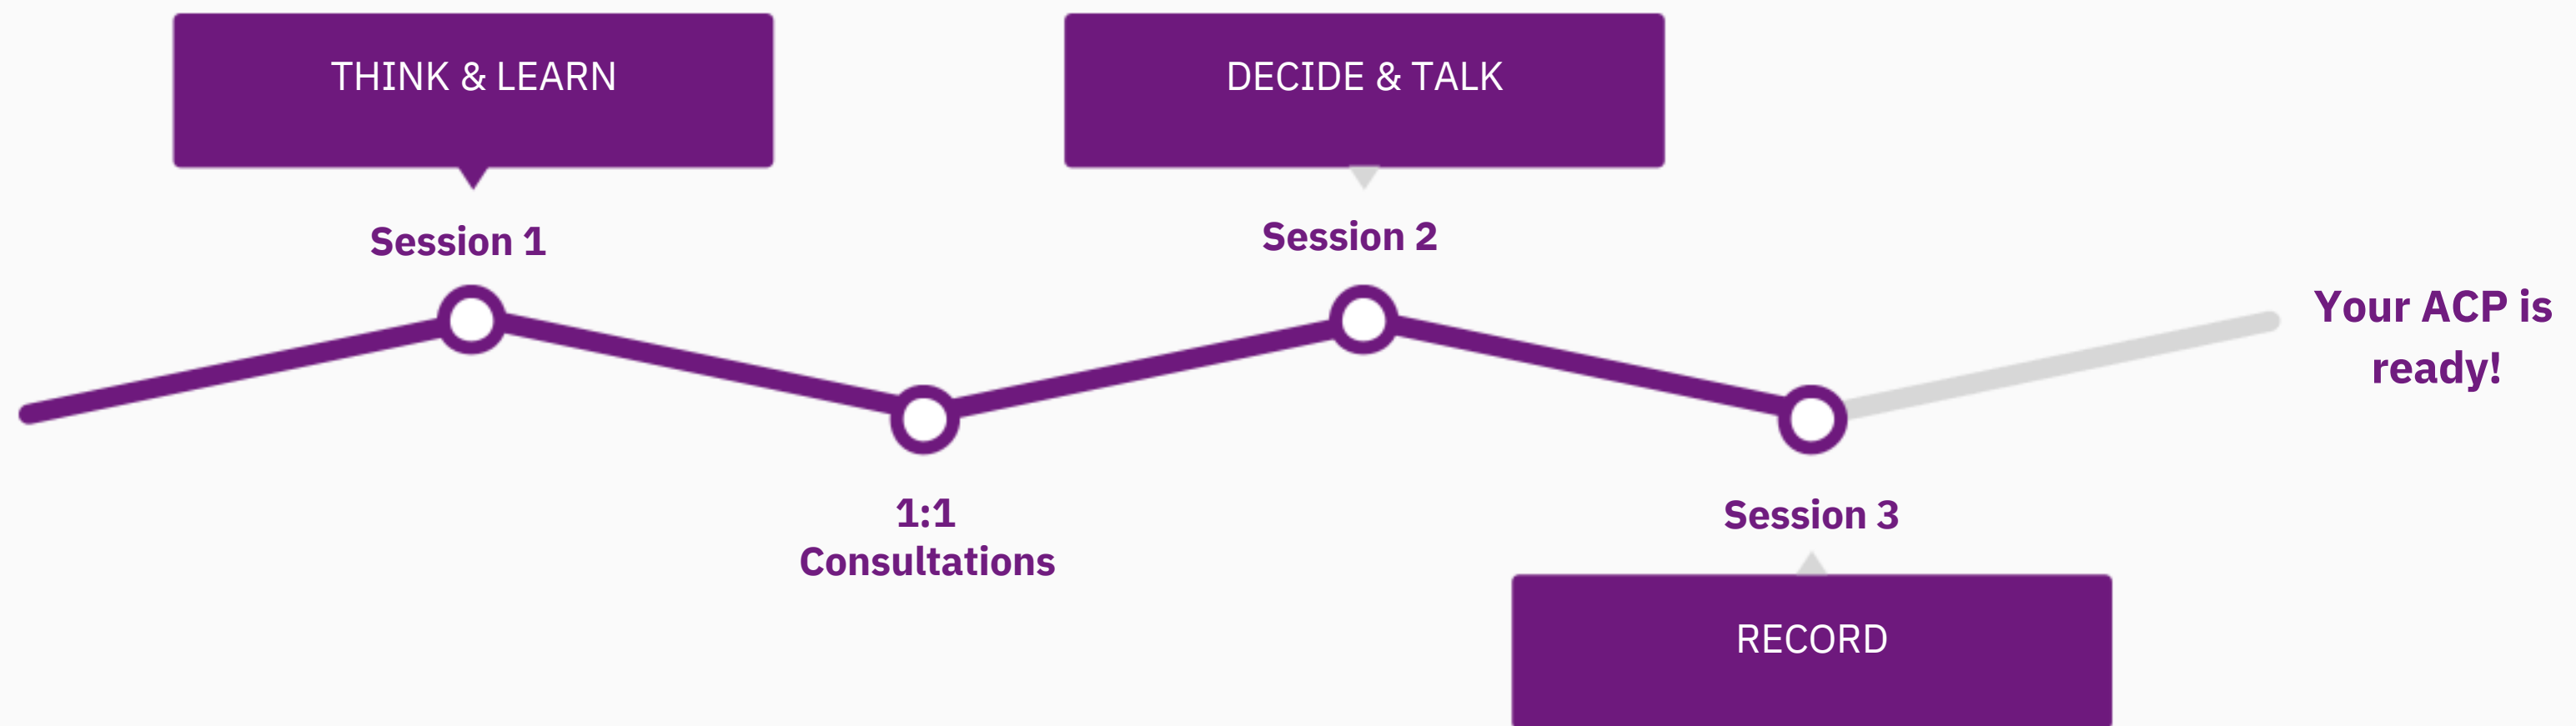 THINK & LEARN
DECIDE & TALK
Session 1
Session 2
Your ACP is
ready!
1:1
Consultations
Session 3
RECORD